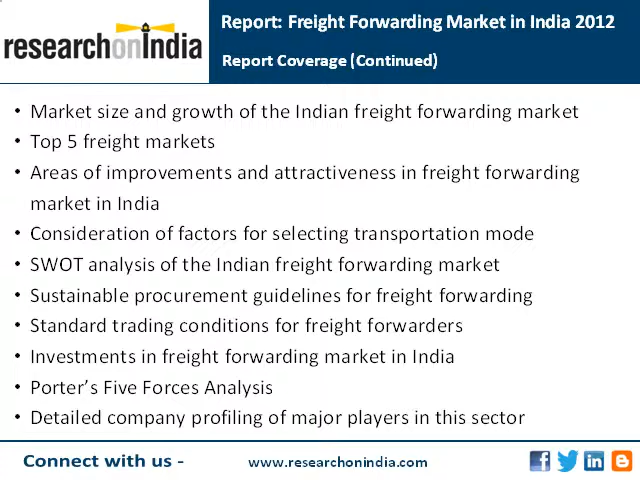 researchonindia
Report: Freight Forwarding Market in India 2012
Report Coverage (Continued)
• Market size and growth of the Indian freight forwarding market
• Top 5 freight markets
• Areas of improvements and attractiveness in freight forwarding
market in India
• Consideration of factors for selecting transportation mode
• SWOT analysis of the Indian freight forwarding market
• Sustainable procurement guidelines for freight forwarding
• Standard trading conditions for freight forwarders
• Investments in freight forwarding market in India
• Porter’s Five Forces Analysis
• Detailed company profiling of major players in this sector
Connect with us - www.researchonindia.com